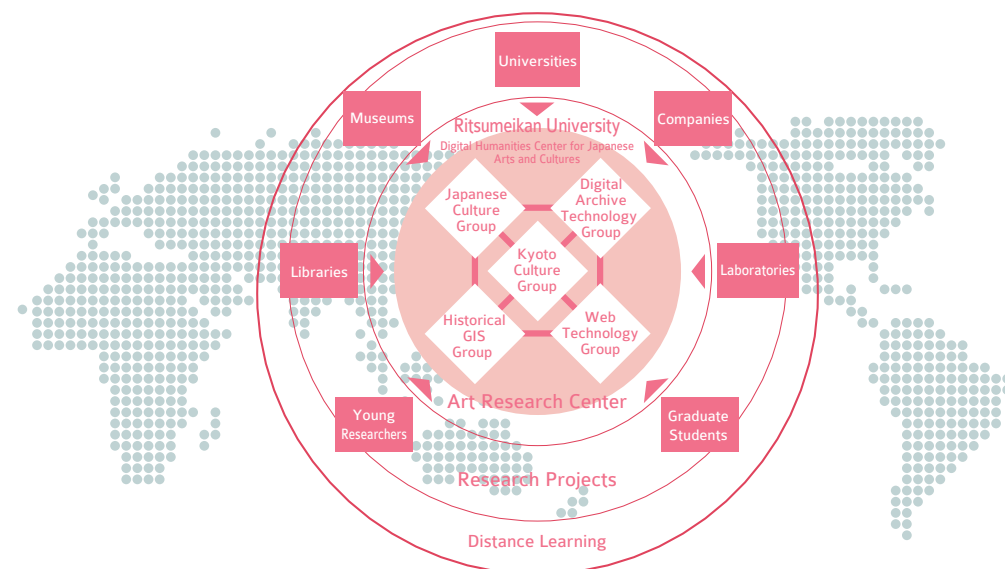 Universities
Museums
Companies
Ritsumeikan University
Digital Humanities Center for Japanese
Arts and Cultures
Japanese
Culture
Group
Digital
Archive
Technology
Group
Kyoto
Culture
Group
Libraries
Laboratories
Historical
GIS
Group
Web
Technology
Group
Art Research Center
Young
Researchers
Graduate
Students
Research Projects
Distance Learning